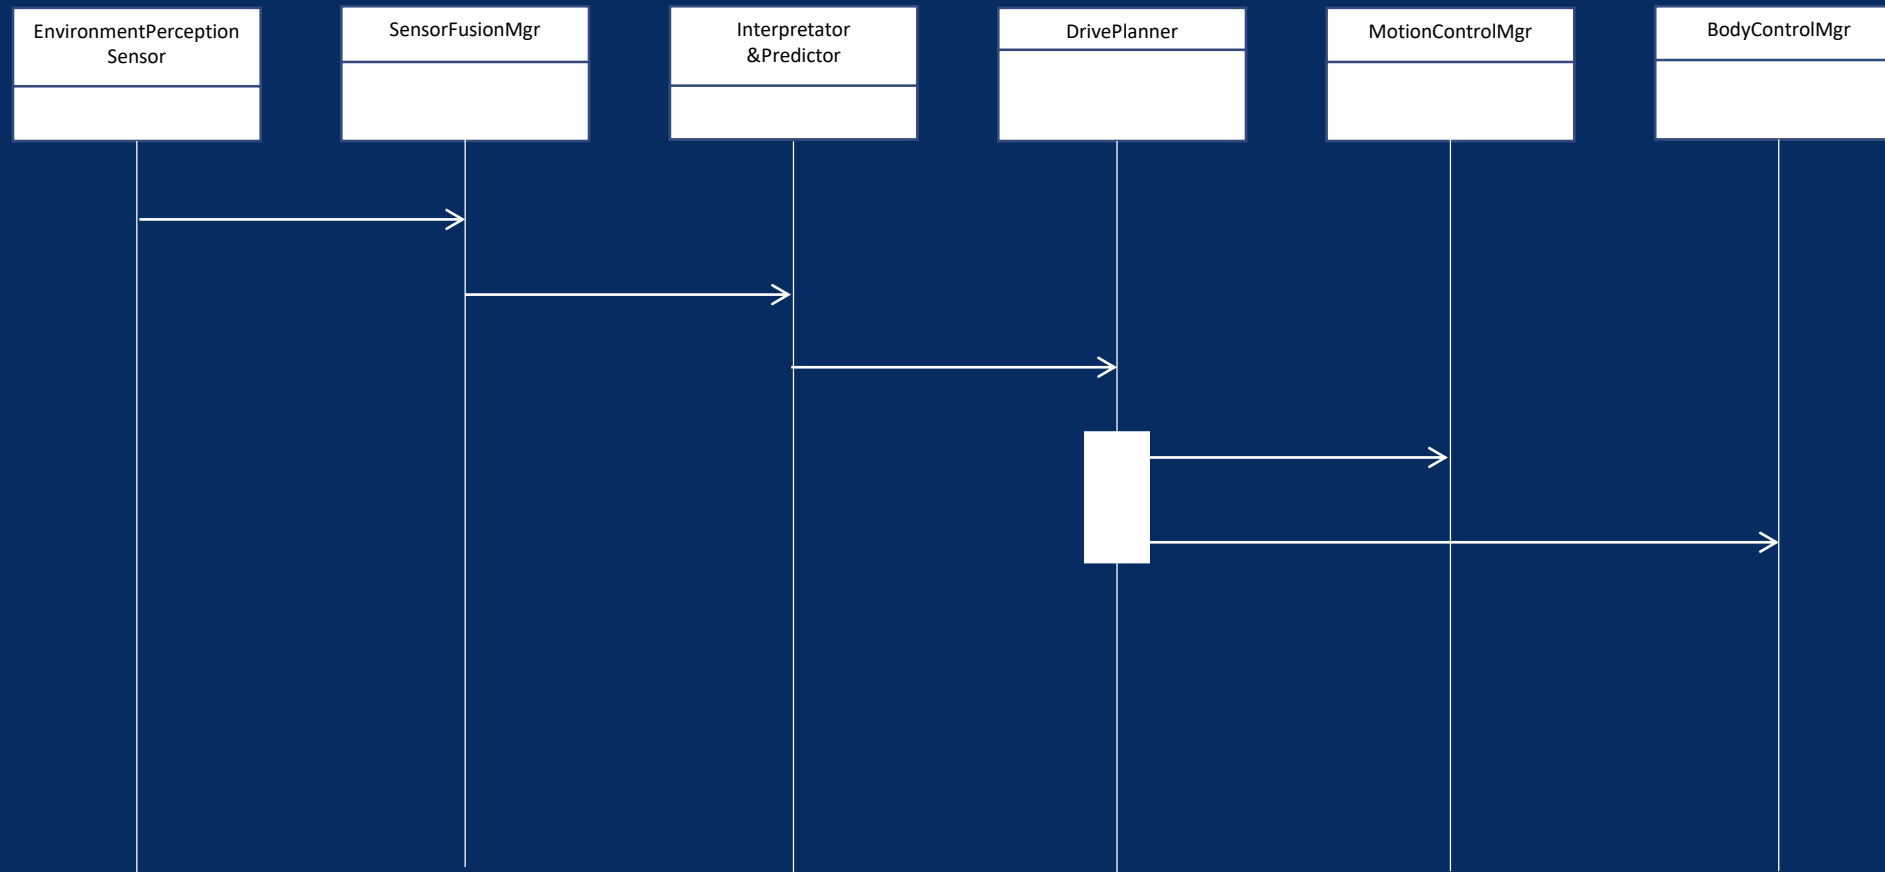 EnvironmentPerception
Sensor
SensorFusionMgr
Interpretator
&Predictor
DrivePlanner
MotionControlMgr
BodyControlMgr